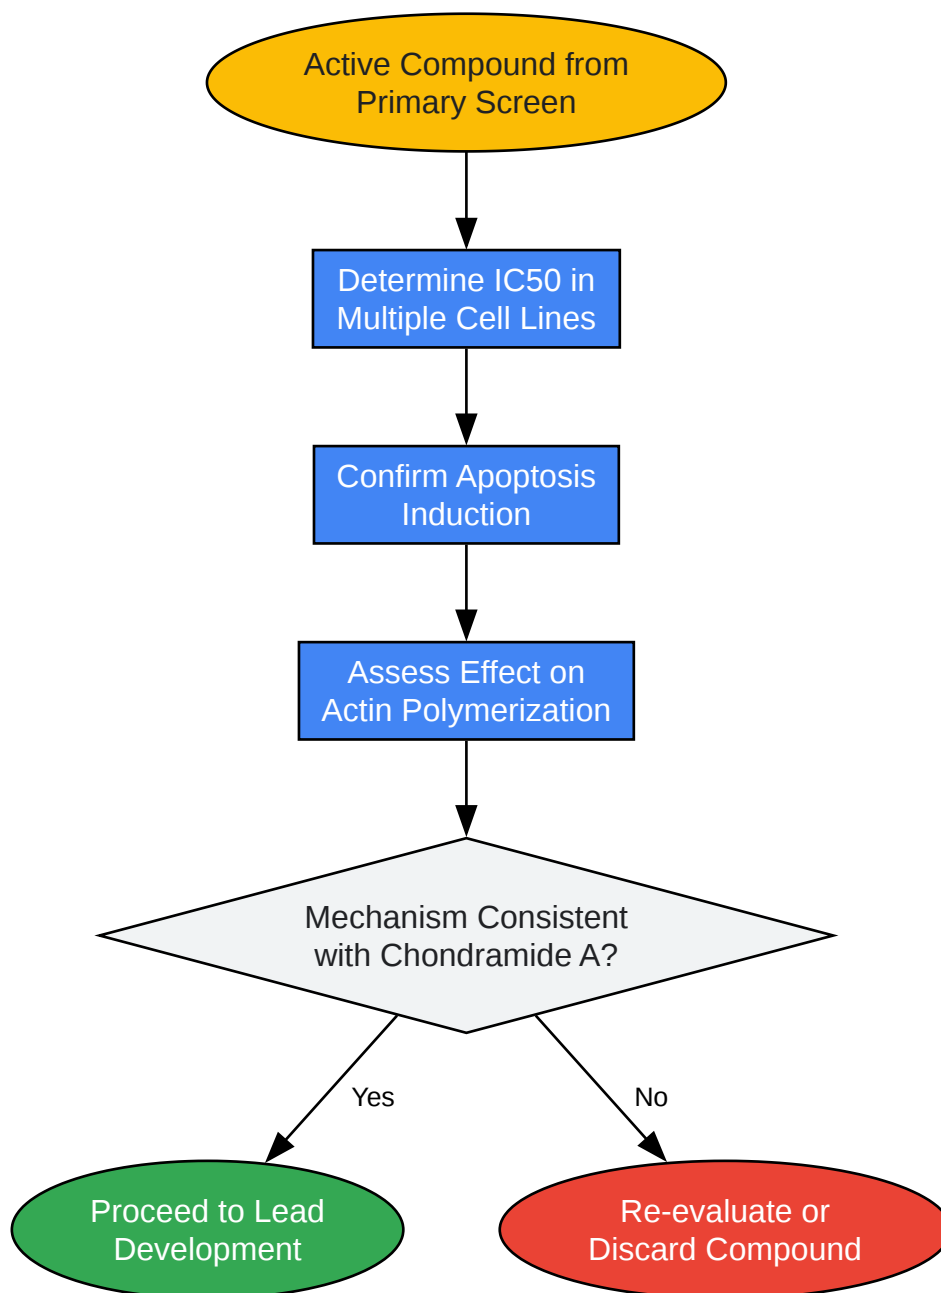 Active Compound from
Primary Screen
Determine IC50 in
Multiple Cell Lines
Confirm Apoptosis
Induction
Assess Effect on
Actin Polymerization
Mechanism Consistent
with Chondramide A?
Yes
No
Proceed to Lead
Development
Re-evaluate or
Discard Compound